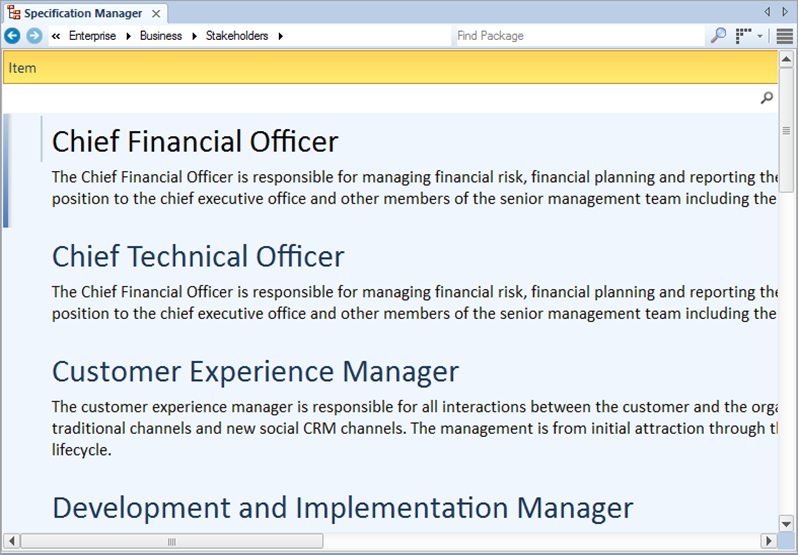 Specification Manager
Enterprise Business Stakeholders Find Package
Item
Chief Financial Officer
The Chief Financial Officer is responsible for managing financial risk, financial planning and reporting the
position to the chief executive office and other members of the senior management team including the
Chief Technical Officer
The Chief Financial Officer is responsible for managing financial risk, financial planning and reporting the
position to the chief executive office and other members of the senior management team including the
Customer Experience Manager
The customer experience manager is responsible for all interactions between the customer and the orga
traditional channels and new social CRM channels. The management is from initial attraction through t
lifecycle.
Development and Implementation Manager